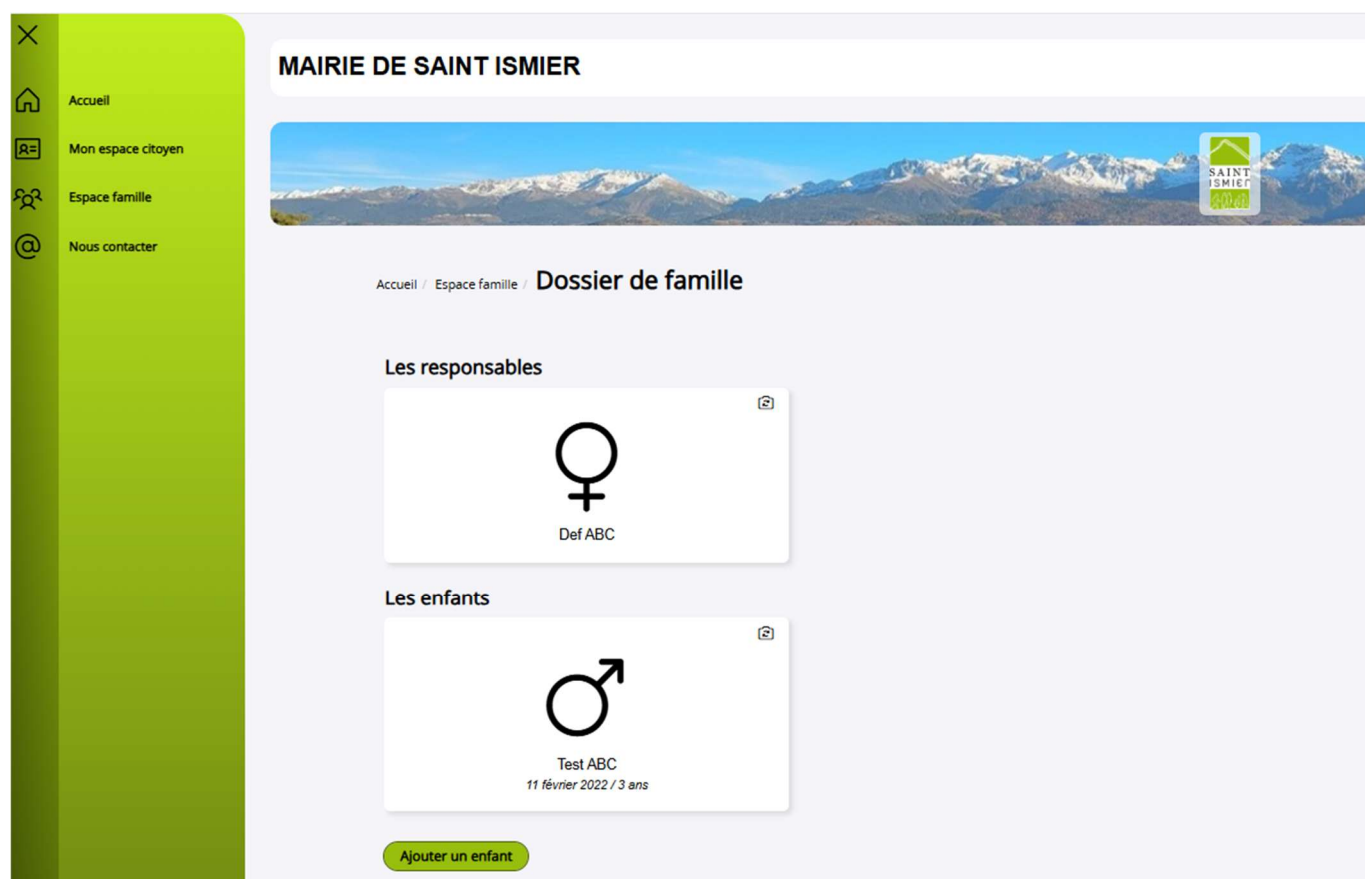 MAIRIE DE SAINT ISMIER
Accueil
Mon espace citoyen
Espace famille
Nous contacter
SAINT
ISMIER
Accueil / Espace famille / Dossier de famille
Les responsables
Def ABC
Les enfants
Test ABC
11 février 2022 / 3 ans
Ajouter un enfant